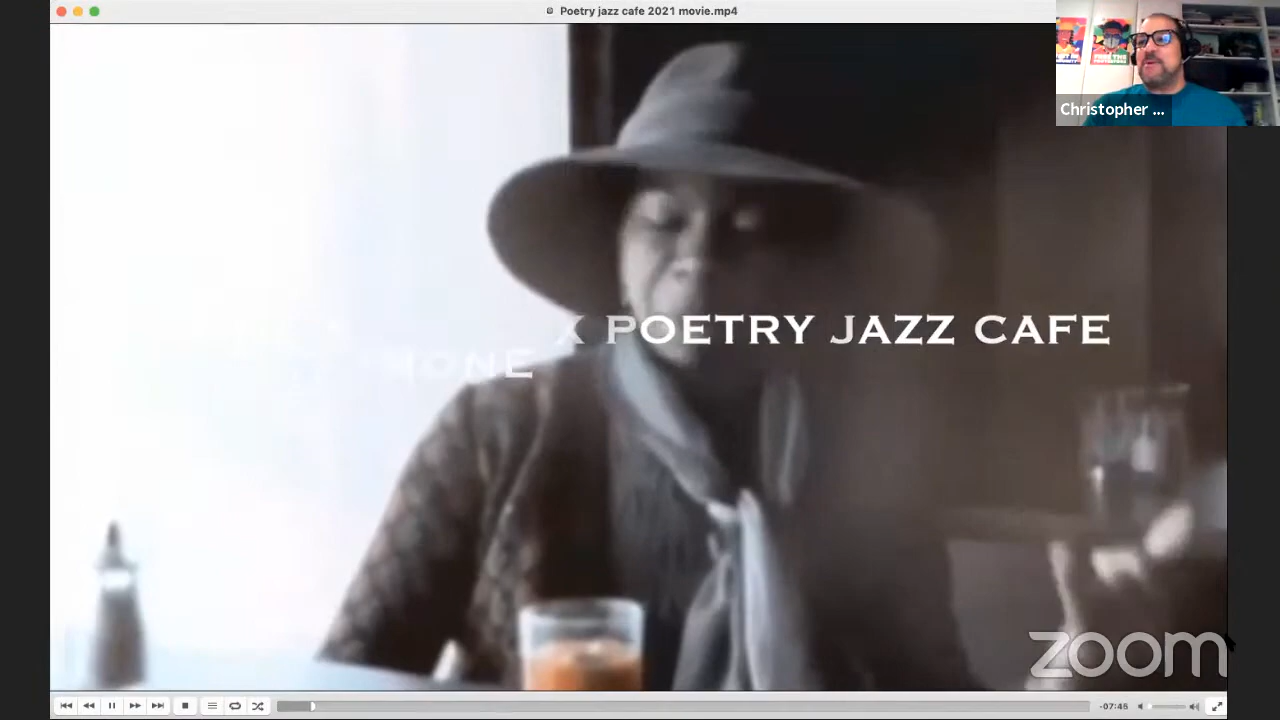 Poetry jazz cafe 2021 movie.mp4
Christopher ...
X POETRY JAZZ CAFE
zoom
-07:45